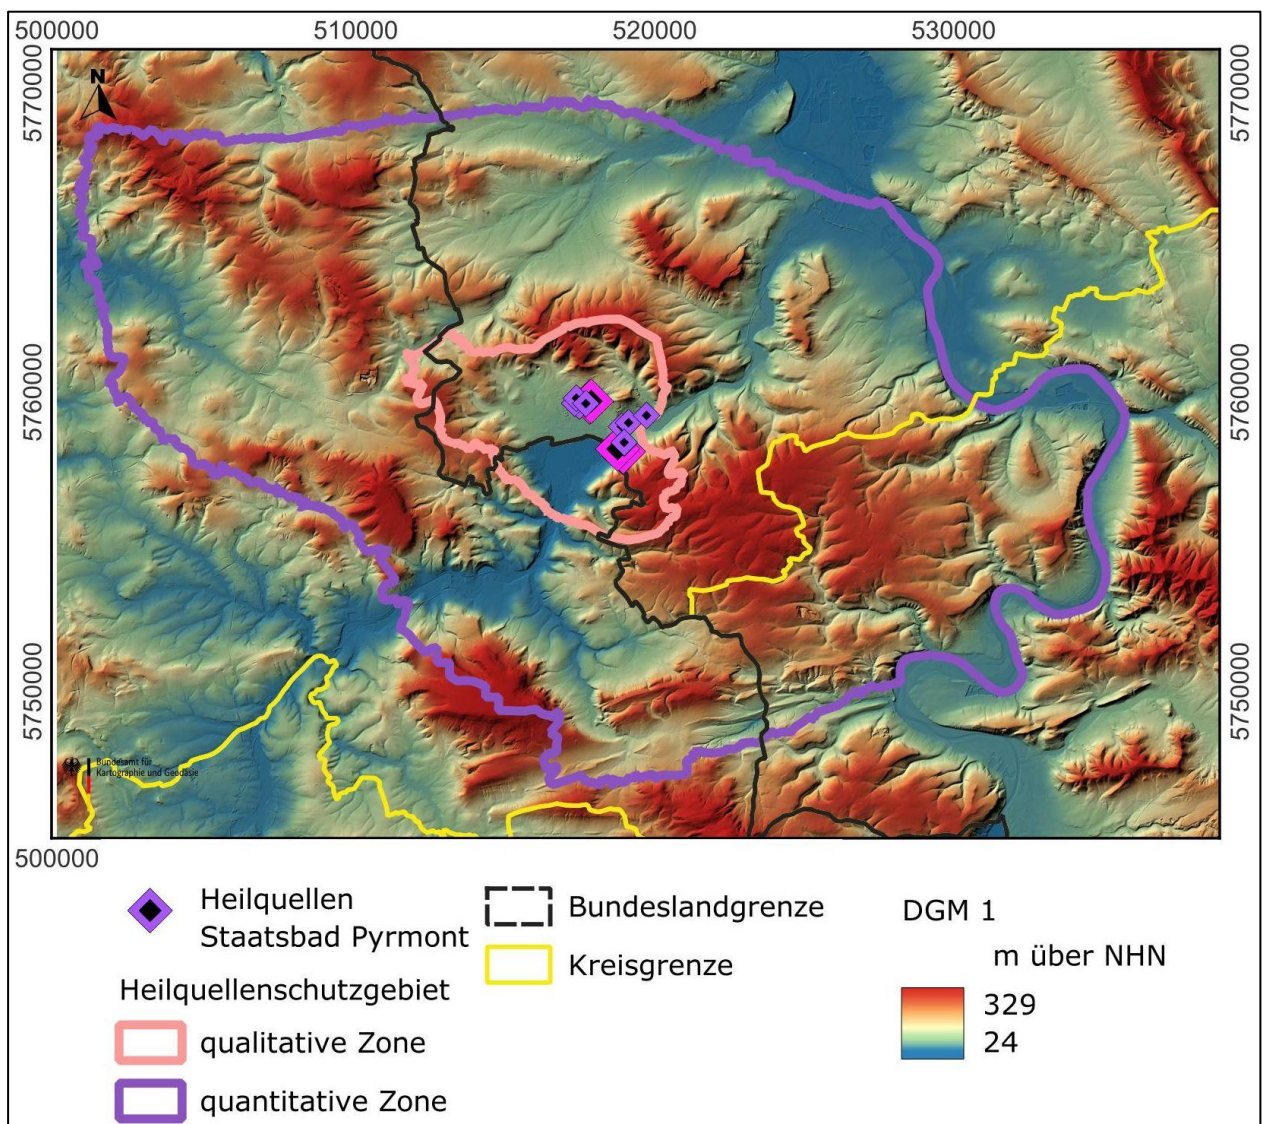 500000 510000 520000 530000
5770000
5770000
N
5760000
5760000
5750000
5750000
Bundesamt für
Kartographie und Geodäsie
500000
Heilquellen
Staatsbad Pyrmont
Heilquellenschutzgebiet
qualitative Zone
quantitative Zone
Bundeslandgrenze
Kreisgrenze
DGM 1
m über NHN
329
24